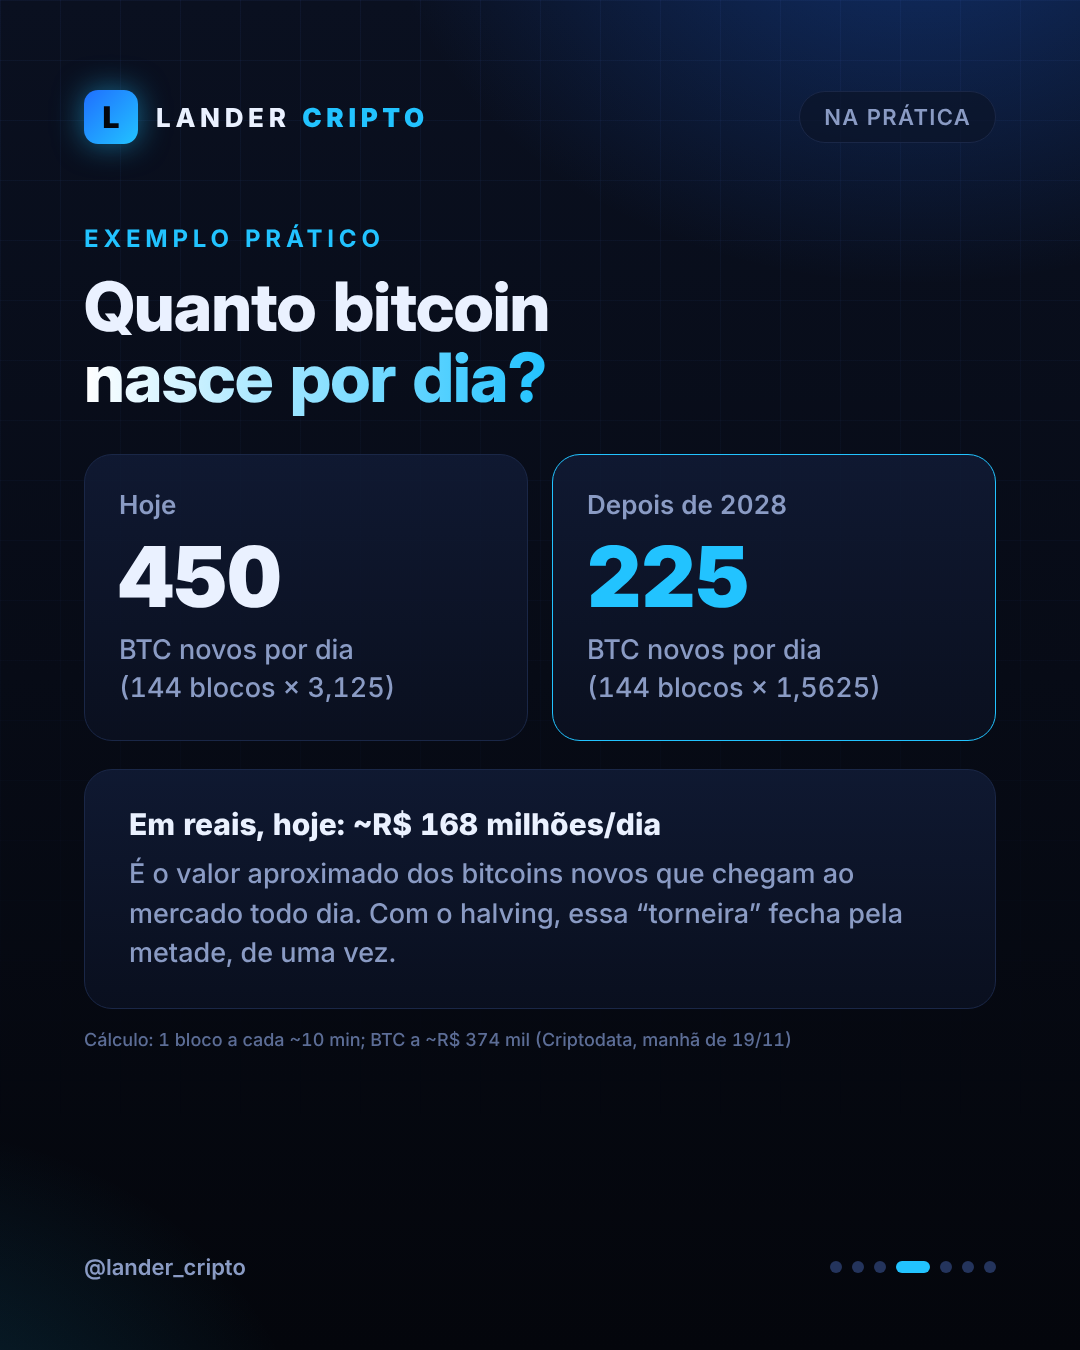 L LANDER CRIPTO
NA PRÁTICA
EXEMPLO PRÁTICO
Quanto bitcoin
nasce por dia?
Hoje
450
BTC novos por dia
(144 blocos × 3,125)
Depois de 2028
225
BTC novos por dia
(144 blocos × 1,5625)
Em reais, hoje: ~R$ 168 milhões/dia
É o valor aproximado dos bitcoins novos que chegam ao
mercado todo dia. Com o halving, essa “torneira” fecha pela
metade, de uma vez.
Cálculo: 1 bloco a cada ~10 min; BTC a ~R$ 374 mil (Criptodata, manhã de 19/11)
@lander_cripto